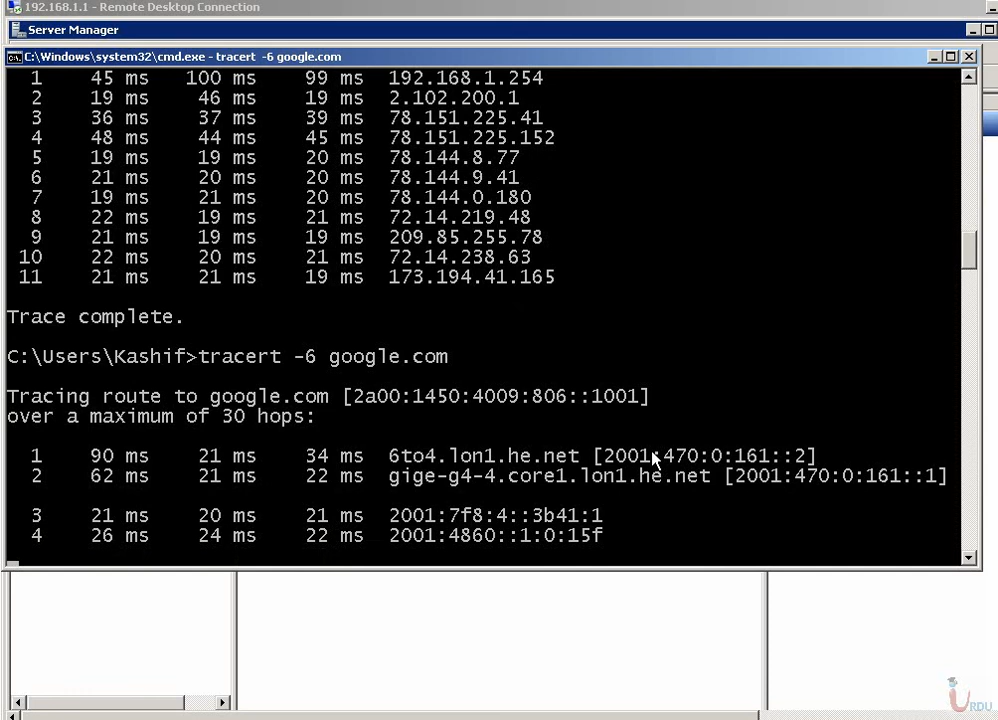 192.168.1.1 - Remote Desktop Connection
Server Manager
C:\Windows\system32\cmd.exe - tracert -6 google.com
1 45 ms 100 ms 99 ms 192.168.1.254
2 19 ms 46 ms 19 ms 2.102.200.1
3 36 ms 37 ms 39 ms 78.151.225.41
4 48 ms 44 ms 45 ms 78.151.225.152
5 19 ms 19 ms 20 ms 78.144.8.77
6 21 ms 20 ms 20 ms 78.144.9.41
7 19 ms 21 ms 20 ms 78.144.0.180
8 22 ms 19 ms 21 ms 72.14.219.48
9 21 ms 19 ms 19 ms 209.85.255.78
10 22 ms 20 ms 21 ms 72.14.238.63
11 21 ms 21 ms 19 ms 173.194.41.165
Trace complete.
C:\Users\Kashif>tracert -6 google.com
Tracing route to google.com [2a00:1450:4009:806::1001]
over a maximum of 30 hops:
1 90 ms 21 ms 34 ms 6to4.lon1.he.net [2001:470:0:161::2]
2 62 ms 21 ms 22 ms gige-g4-4.core1.lon1.he.net [2001:470:0:161::1]
3 21 ms 20 ms 21 ms 2001:7f8:4::3b41:1
4 26 ms 24 ms 22 ms 2001:4860::1:0:15f
iURDU